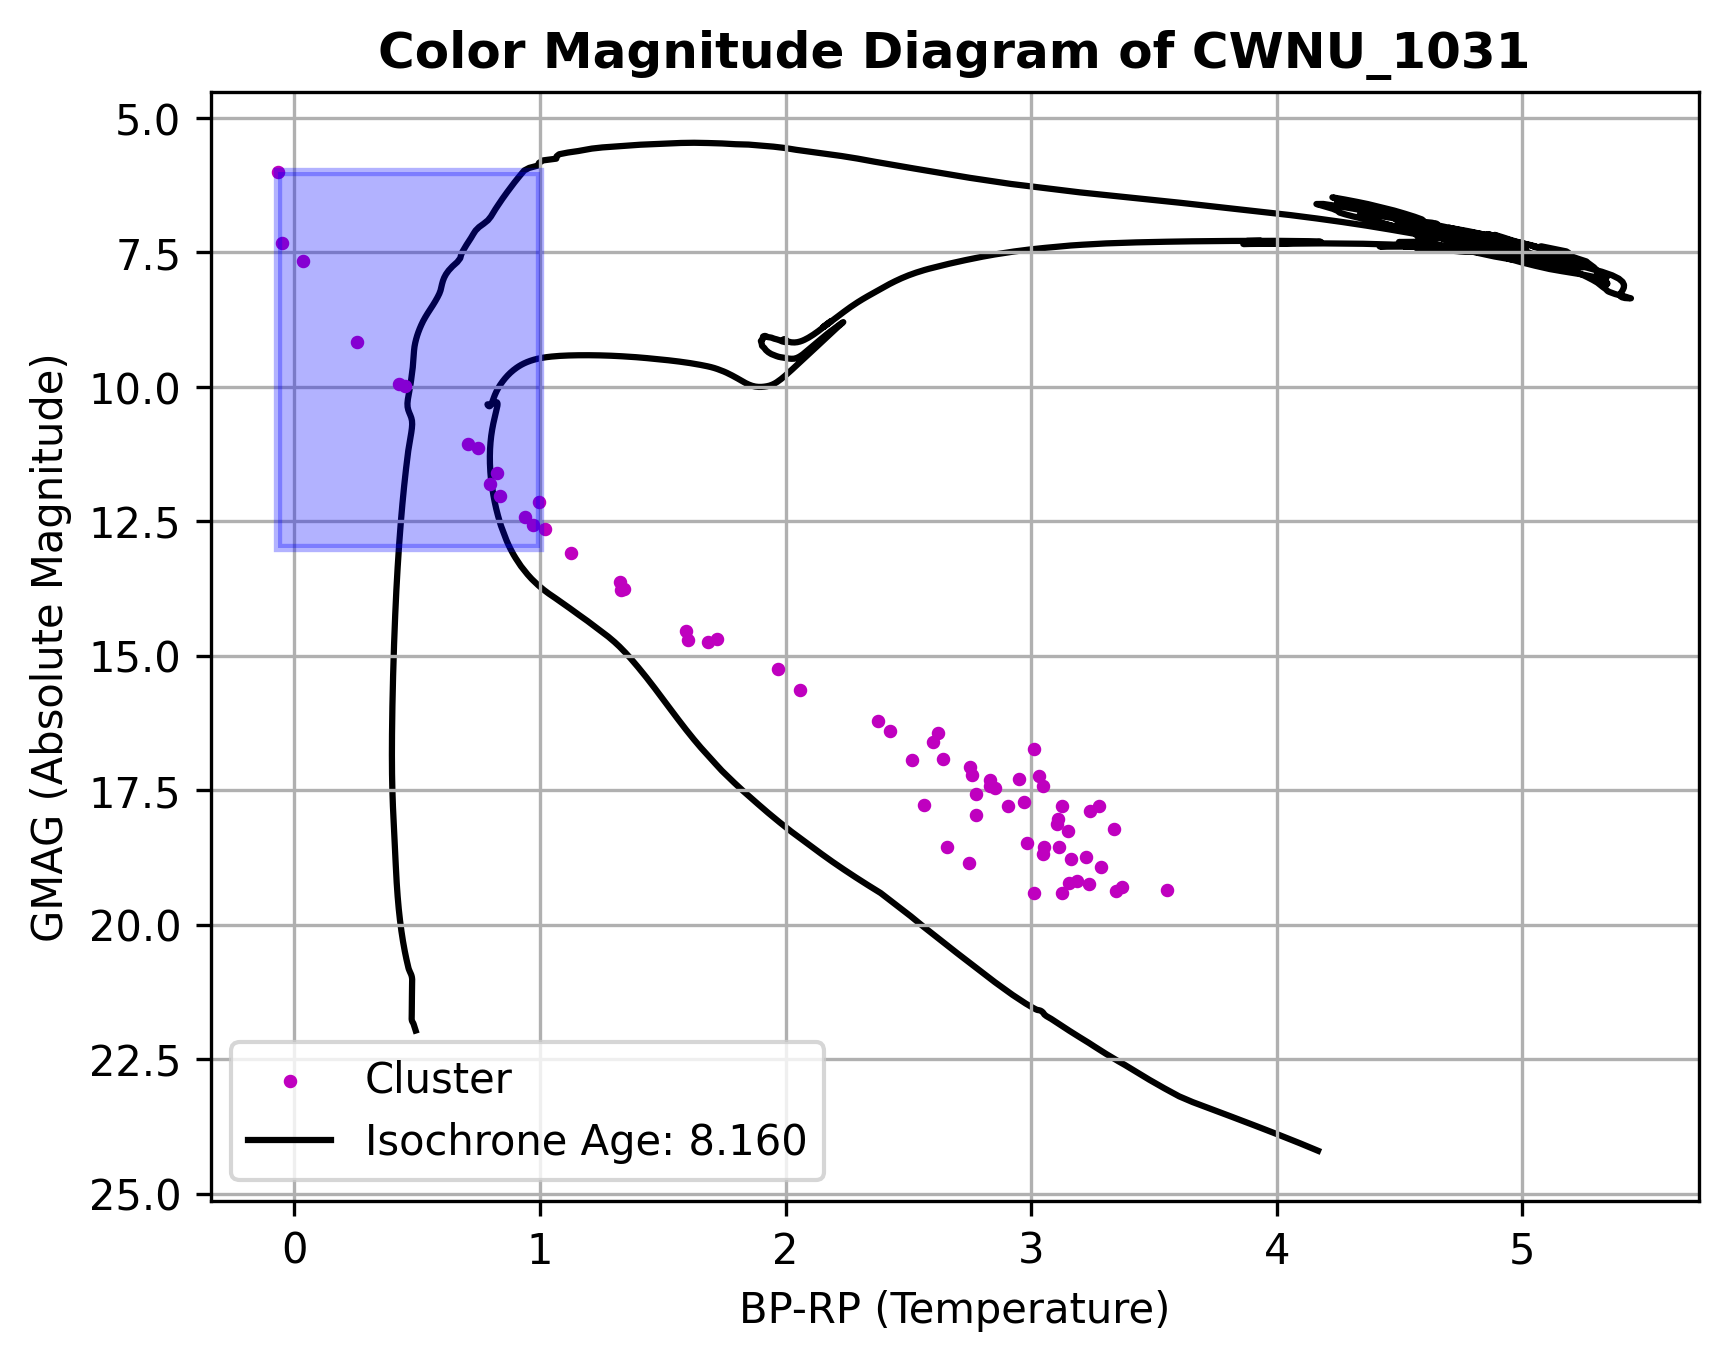 Color Magnitude Diagram of CWNU_1031
GMAG (Absolute Magnitude)
5.0
7.5
10.0
12.5
15.0
17.5
20.0
22.5
25.0
Cluster
Isochrone Age: 8.160
0 1 2 3 4 5
BP-RP (Temperature)